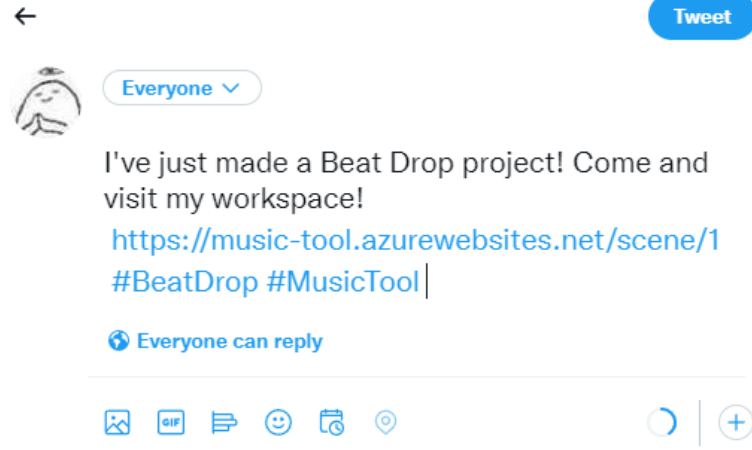 Tweet
Everyone
I've just made a Beat Drop project! Come and
visit my workspace!
https://music-tool.azurewebsites.net/scene/1
#BeatDrop #MusicTool
Everyone can reply
GIF